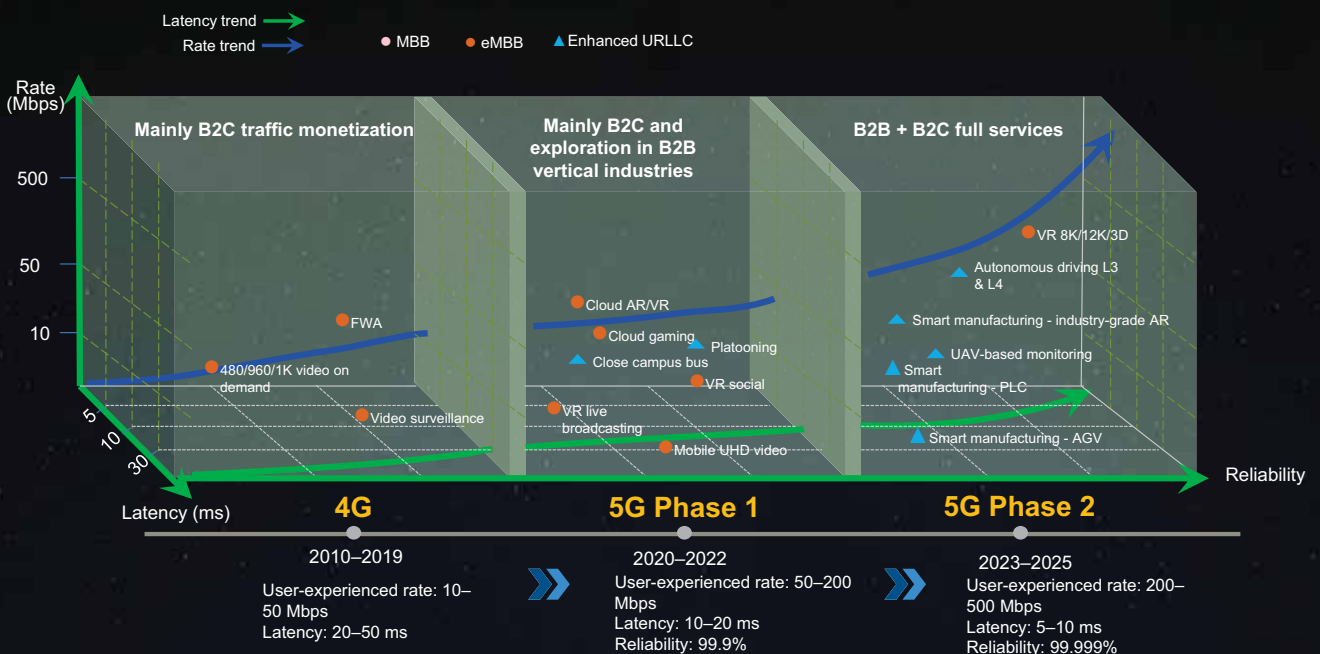 Latency trend
Rate trend
MBB
eMBB
Enhanced URLLC
Rate
(Mbps)
500
50
10
5
10
30
Latency (ms)
Reliability
Mainly B2C traffic monetization
FWA
480/960/1K video on
demand
Video surveillance
Mainly B2C and
exploration in B2B
vertical industries
Cloud AR/VR
Cloud gaming
Platooning
Close campus bus
VR social
VR live
broadcasting
Mobile UHD video
B2B + B2C full services
VR 8K/12K/3D
Autonomous driving L3
& L4
Smart manufacturing - industry-grade AR
UAV-based monitoring
Smart
manufacturing - PLC
Smart manufacturing - AGV
4G
2010–2019
User-experienced rate: 10–
50 Mbps
Latency: 20–50 ms
5G Phase 1
2020–2022
User-experienced rate: 50–200
Mbps
Latency: 10–20 ms
Reliability: 99.9%
5G Phase 2
2023–2025
User-experienced rate: 200–
500 Mbps
Latency: 5–10 ms
Reliability: 99.999%